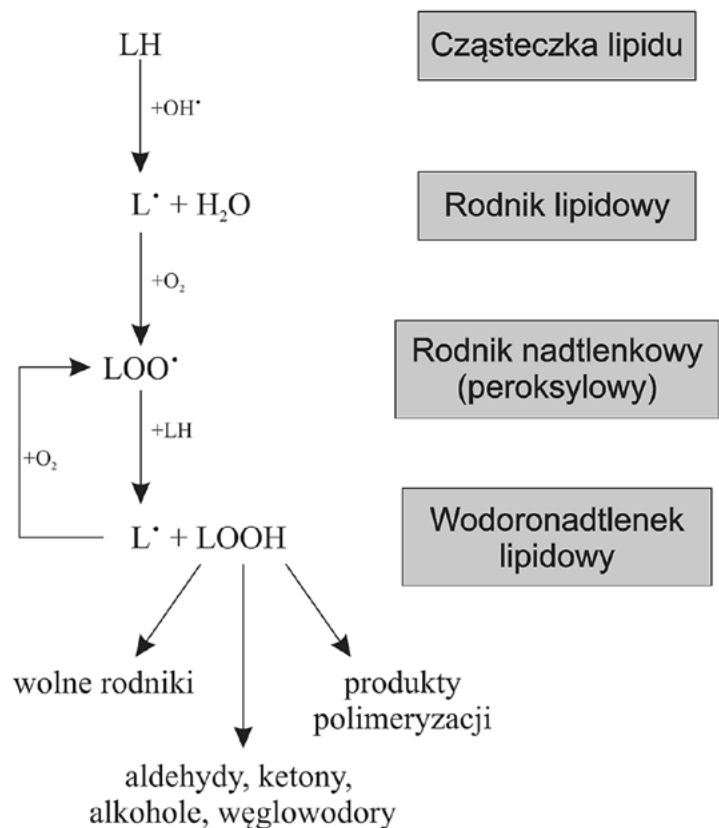 LH
Cząsteczka lipidu
+OH•
L• + H₂O
Rodnik lipidowy
+O₂
LOO•
Rodnik nadtlenkowy
(peroksylowy)
+LH
+O₂
L• + LOOH
Wodoronadtlenek
lipidowy
wolne rodniki
produkty
polimeryzacji
aldehydy, ketony,
alkohole, węglowodory